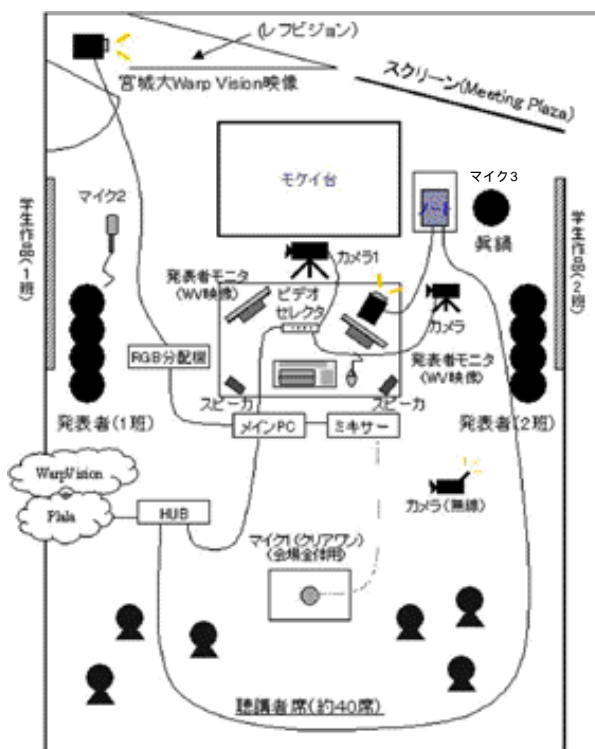 (レフビジョン)
宮城大Warp Vision映像
スクリーン(Meeting Plaza)
モケイ台
マイク3
マイク2
学生作品(1班)
眞鍋
学生作品(2班)
カメラ1
発表者モニタ
(WV映像)
ビデオ
セレクタ
カメラ
RGB分配機
発表者モニタ
(WV映像)
スピーカ
スピーカ
発表者(1班)
発表者(2班)
メインPC
ミキサー
WarpVision
Plala
HUB
カメラ(無線)
マイク1(クリアワン)
(会場全体用)
聴講者席(約40席)